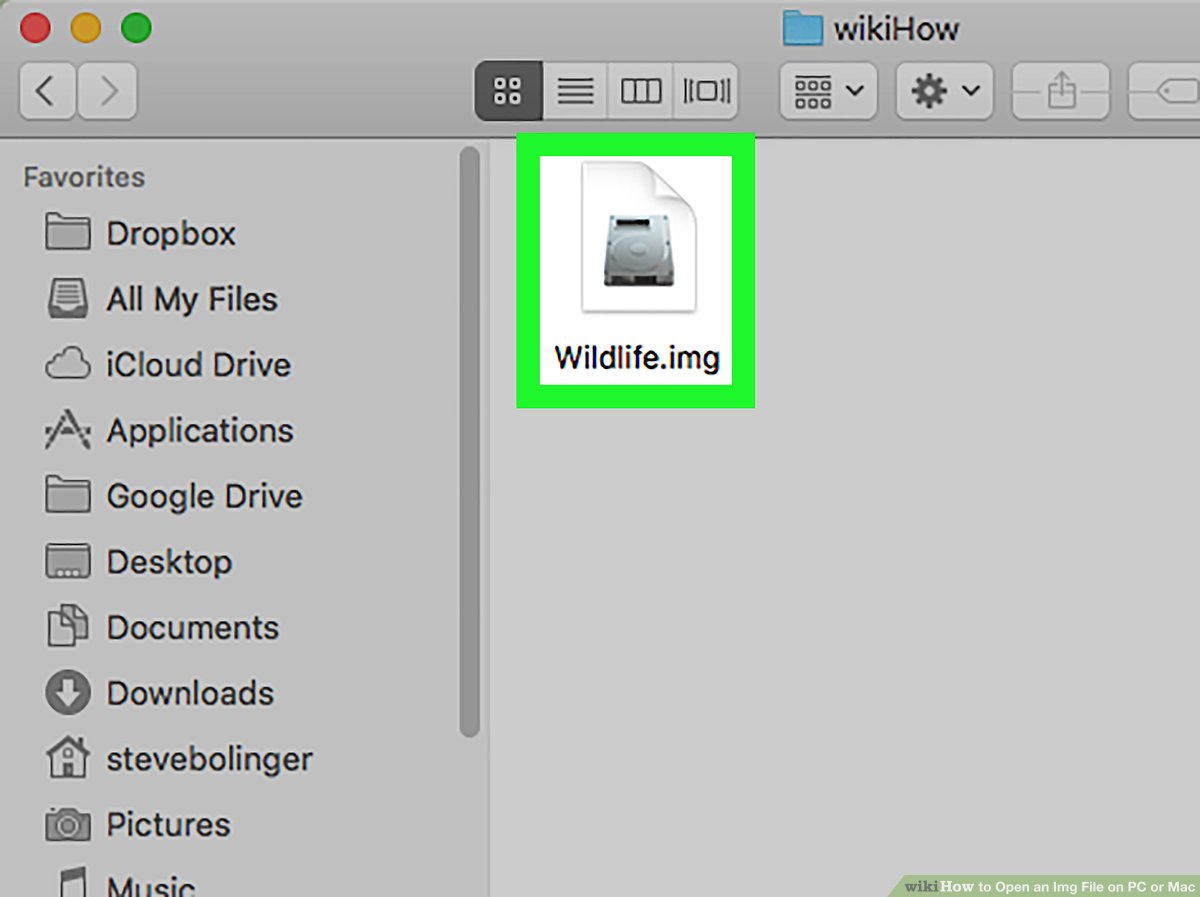 wikiHow
Favorites
Dropbox
All My Files
iCloud Drive
Applications
Google Drive
Desktop
Documents
Downloads
stevebolinger
Pictures
Music
Wildlife.img
wikiHow to Open an Img File on PC or Mac